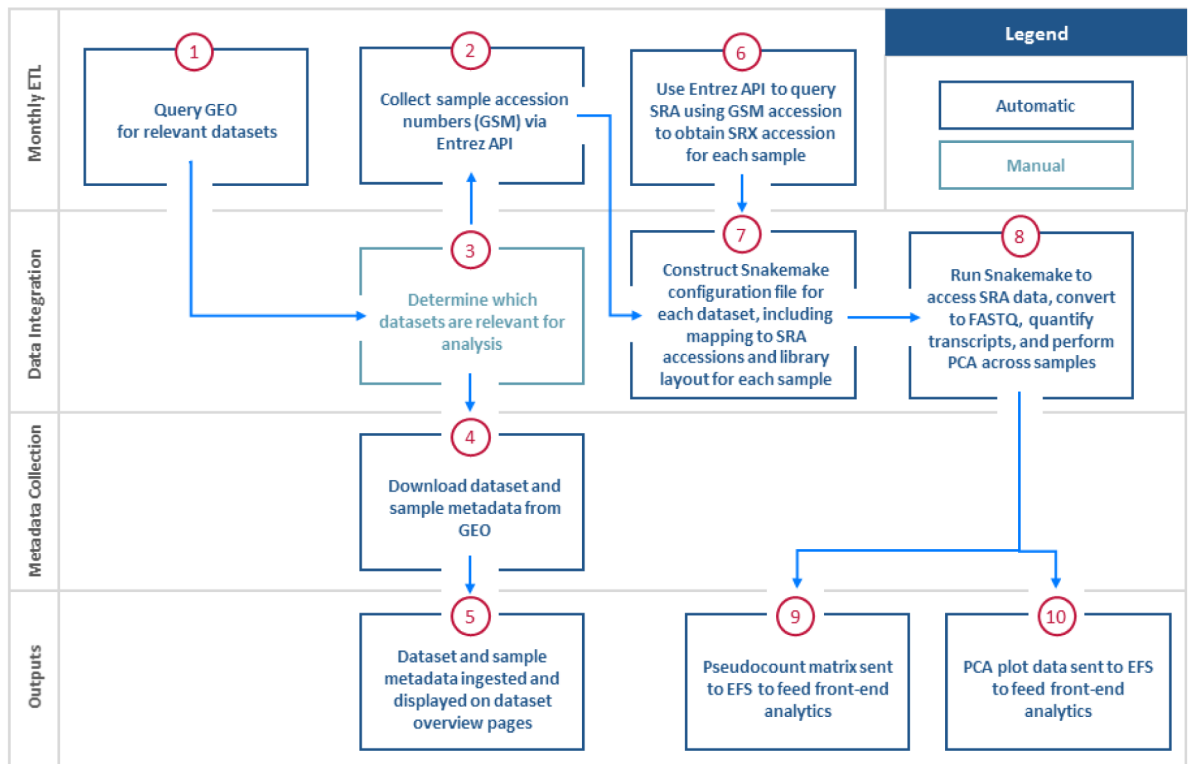 Monthly ETL
1
Query GEO
for relevant datasets
2
Collect sample accession
numbers (GSM) via
Entrez API
6
Use Entrez API to query
SRA using GSM accession
to obtain SRX accession
for each sample
Legend
Automatic
Manual
Data Integration
3
Determine which
datasets are relevant for
analysis
7
Construct Snakemake
configuration file for
each dataset, including
mapping to SRA
accessions and library
layout for each sample
8
Run Snakemake to
access SRA data, convert
to FASTQ, quantify
transcripts, and perform
PCA across samples
Metadata Collection
4
Download dataset and
sample metadata from
GEO
Outputs
5
Dataset and sample
metadata ingested and
displayed on dataset
overview pages
9
Pseudocount matrix sent
to EFS to feed front-end
analytics
10
PCA plot data sent to EFS
to feed front-end
analytics